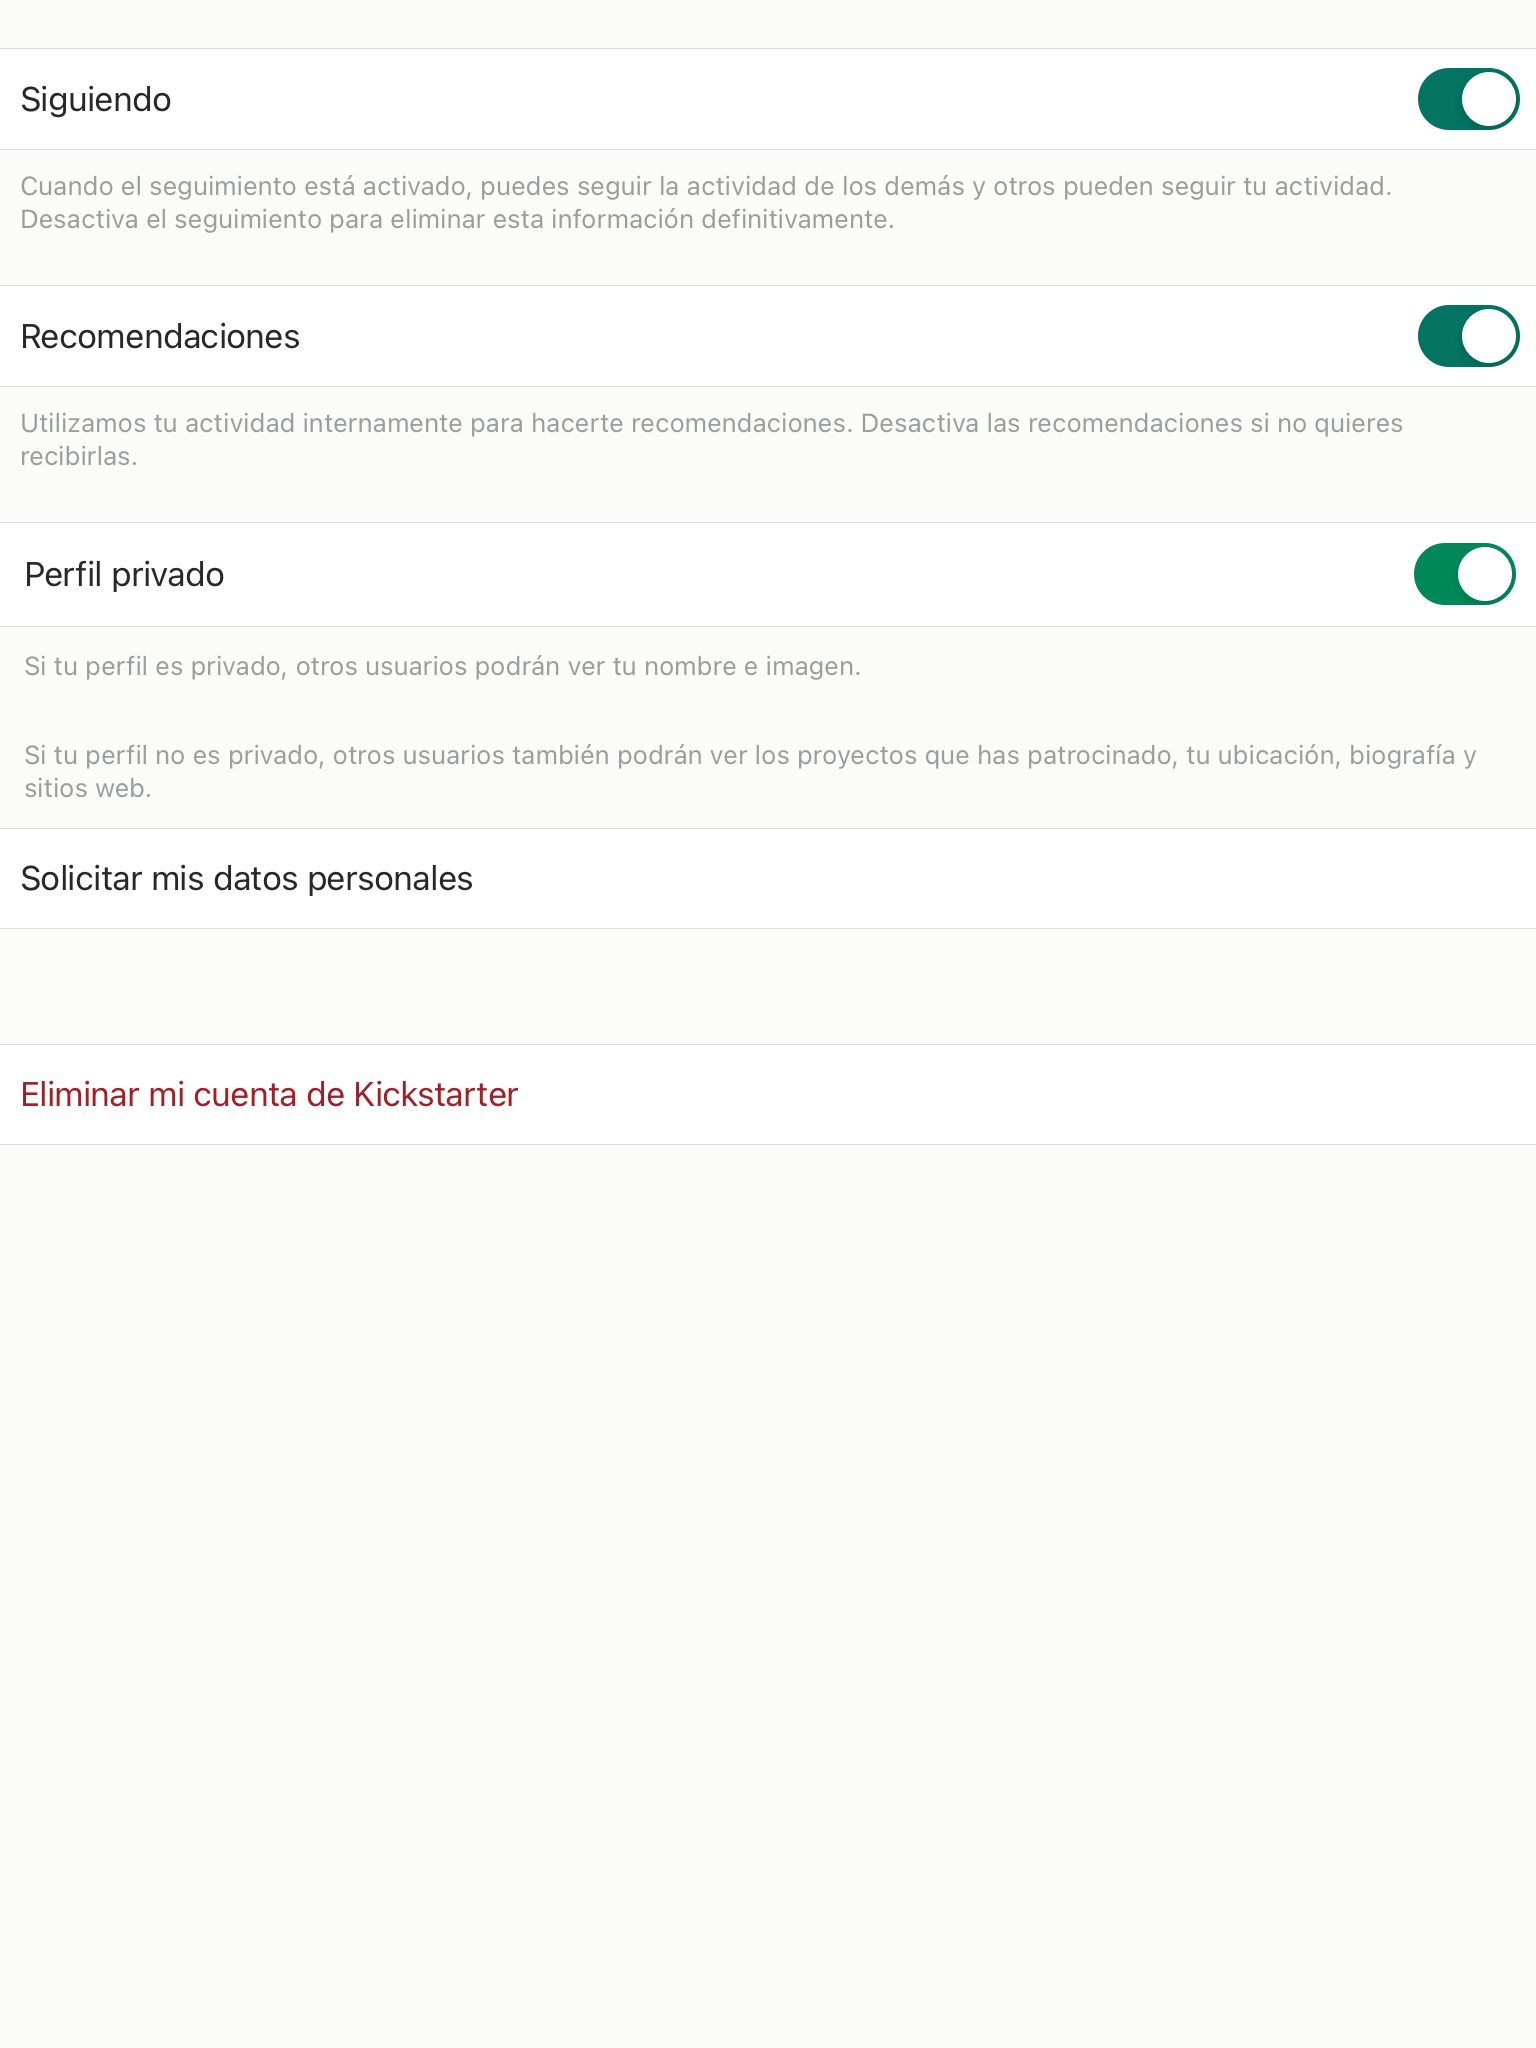 Siguiendo
Cuando el seguimiento está activado, puedes seguir la actividad de los demás y otros pueden seguir tu actividad.
Desactiva el seguimiento para eliminar esta información definitivamente.
Recomendaciones
Utilizamos tu actividad internamente para hacerte recomendaciones. Desactiva las recomendaciones si no quieres
recibirlas.
Perfil privado
Si tu perfil es privado, otros usuarios podrán ver tu nombre e imagen.
Si tu perfil no es privado, otros usuarios también podrán ver los proyectos que has patrocinado, tu ubicación, biografía y
sitios web.
Solicitar mis datos personales
Eliminar mi cuenta de Kickstarter